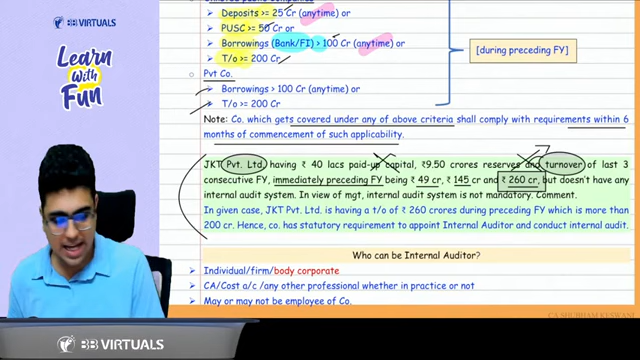 BB VIRTUALS
Learn
With
Fun
Deposits >= 25 Cr (anytime) or
PUSC >= 50 Cr or
Borrowings (Bank/FI) > 100 Cr (anytime) or
T/o >= 200 Cr
[during preceding FY]
Pvt Co.
Borrowings > 100 Cr (anytime) or
T/o >= 200 Cr
Note: Co. which gets covered under any of above criteria shall comply with requirements within 6
months of commencement of such applicability.
JKT Pvt. Ltd. having ₹ 40 lacs paid-up capital, ₹9.50 crores reserves and turnover of last 3
consecutive FY, immediately preceding FY being ₹ 49 cr, ₹ 145 cr and ₹ 260 cr, but doesn't have any
internal audit system. In view of mgt, internal audit system is not mandatory. Comment.
In given case, JKT Pvt. Ltd. is having a t/o of ₹ 260 crores during preceding FY which is more than
200 cr. Hence, co. has statutory requirement to appoint Internal Auditor and conduct internal audit.
Who can be Internal Auditor?
Individual/firm/body corporate
CA/Cost a/c/any other professional whether in practice or not
May or may not be employee of Co.
CA SHUBHAM KESWANI
BB VIRTUALS